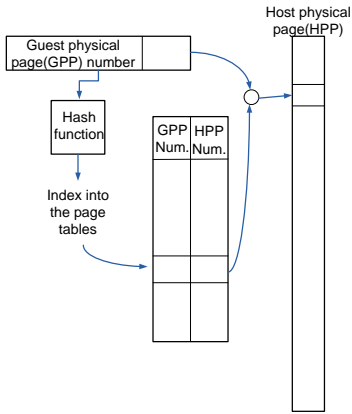 Host physical
page(HPP)
Guest physical
page(GPP) number
Hash
function
GPP HPP
Num. Num.
Index into
the page
tables